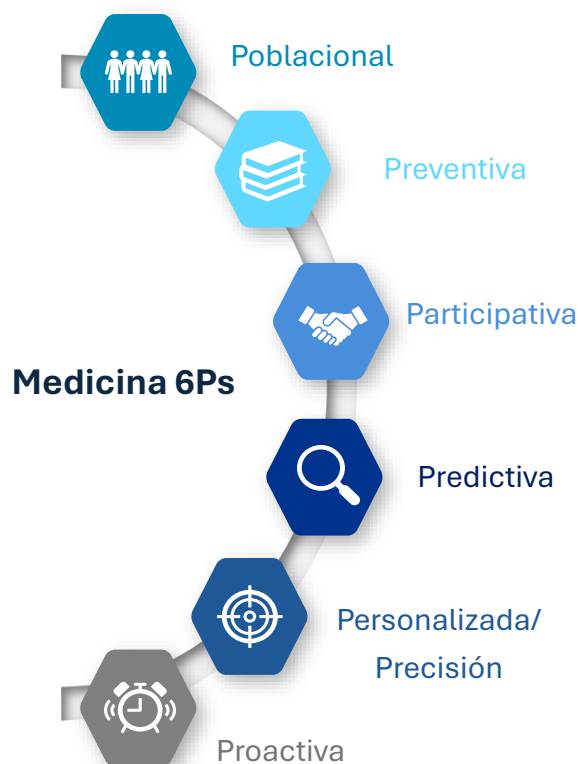 Poblacional
Preventiva
Participativa
Medicina 6Ps
Predictiva
Personalizada/
Precisión
Proactiva